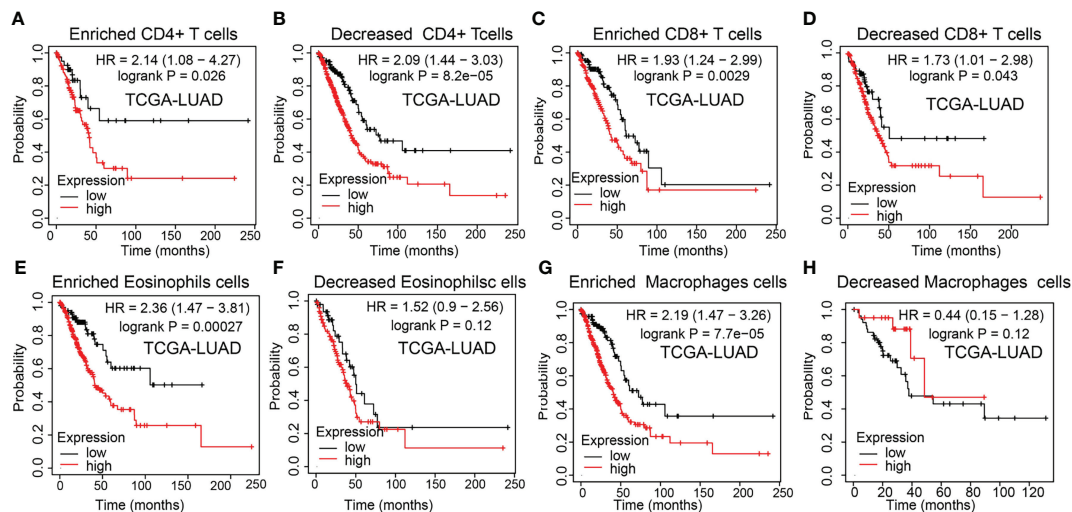 A
Enriched CD4+ T cells
HR = 2.14 (1.08 − 4.27)
logrank P = 0.026
TCGA-LUAD
Probability
0.0 0.2 0.4 0.6 0.8 1.0
Expression
low
high
0 50 100 150 200 250
Time (months)
B
Decreased CD4+ Tcells
HR = 2.09 (1.44 − 3.03)
logrank P = 8.2e−05
TCGA-LUAD
Probability
0.0 0.2 0.4 0.6 0.8 1.0
Expression
low
high
0 50 100 150 200 250
Time (months)
C
Enriched CD8+ T cells
HR = 1.93 (1.24 − 2.99)
logrank P = 0.0029
TCGA-LUAD
Probability
0.0 0.2 0.4 0.6 0.8 1.0
Expression
low
high
0 50 100 150 200 250
Time (months)
D
Decreased CD8+ T cells
HR = 1.73 (1.01 − 2.98)
logrank P = 0.043
TCGA-LUAD
Probability
0.0 0.2 0.4 0.6 0.8 1.0
Expression
low
high
0 50 100 150 200
Time (months)
E
Enriched Eosinophils cells
HR = 2.36 (1.47 − 3.81)
logrank P = 0.00027
TCGA-LUAD
Probability
0.0 0.2 0.4 0.6 0.8 1.0
Expression
low
high
0 50 100 150 200 250
Time (months)
F
Decreased Eosinophilsc ells
HR = 1.52 (0.9 − 2.56)
logrank P = 0.12
TCGA-LUAD
Probability
0.0 0.2 0.4 0.6 0.8 1.0
Expression
low
high
0 50 100 150 200 250
Time (months)
G
Enriched Macrophages cells
HR = 2.19 (1.47 − 3.26)
logrank P = 7.7e−05
TCGA-LUAD
Probability
0.0 0.2 0.4 0.6 0.8 1.0
Expression
low
high
0 50 100 150 200 250
Time (months)
H
Decreased Macrophages cells
HR = 0.44 (0.15 − 1.28)
logrank P = 0.12
TCGA-LUAD
Probability
0.0 0.2 0.4 0.6 0.8 1.0
Expression
low
high
0 20 40 60 80 100 120
Time (months)